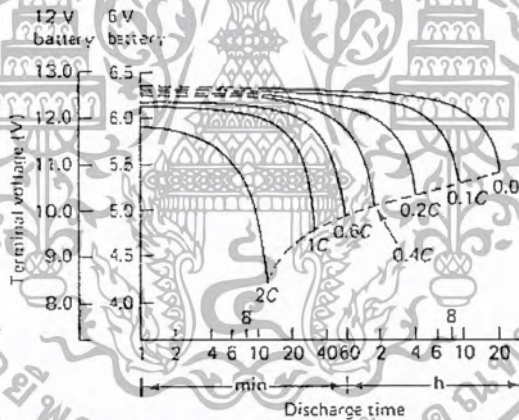 12 V 6 V
battery battery
13.0 6.5
12.0 6.0
11.0 5.5
10.0 5.0
9.0 4.5
8.0 4.0
Terminal voltage (V)
2C 1C 0.6C 0.4C 0.2C 0.1C 0.0
8 8
1 2 4 6 10 20 40 60 2 4 6 10 20
min h
Discharge time